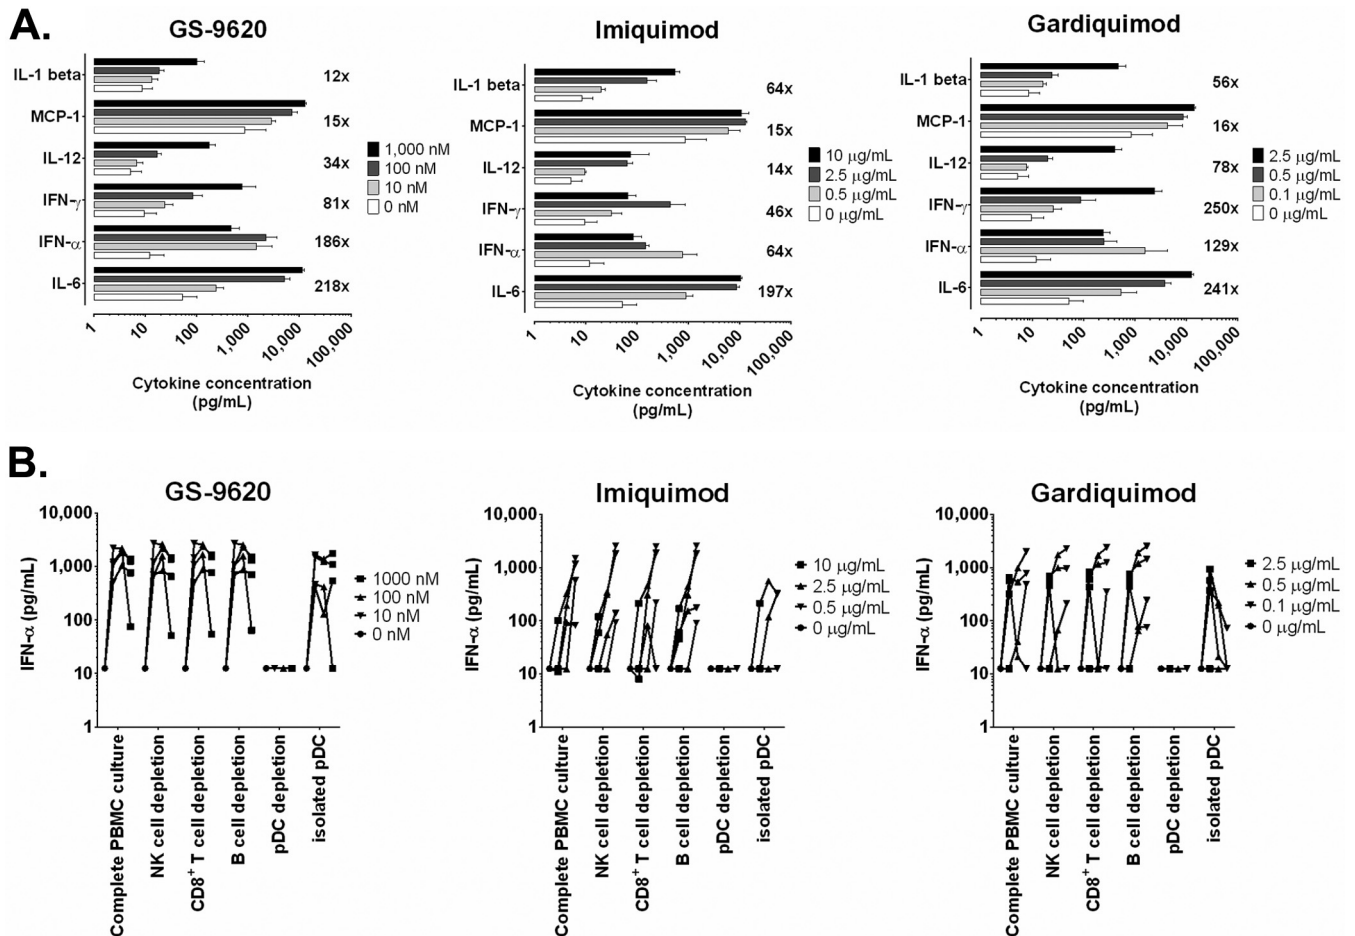 A.
GS-9620
IL-1 beta
MCP-1
IL-12
IFN-γ
IFN-α
IL-6
12x
15x
34x
81x
186x
218x
1,000 nM
100 nM
10 nM
0 nM
1
10
100
1,000
10,000
100,000
Cytokine concentration
(pg/mL)
Imiquimod
IL-1 beta
MCP-1
IL-12
IFN-γ
IFN-α
IL-6
64x
15x
14x
46x
64x
197x
10 μg/mL
2.5 μg/mL
0.5 μg/mL
0 μg/mL
1
10
100
1,000
10,000
100,000
Cytokine concentration
(pg/mL)
Gardiquimod
IL-1 beta
MCP-1
IL-12
IFN-γ
IFN-α
IL-6
56x
16x
78x
250x
129x
241x
2.5 μg/mL
0.5 μg/mL
0.1 μg/mL
0 μg/mL
1
10
100
1,000
10,000
100,000
Cytokine concentration
(pg/mL)
B.
GS-9620
IFN-α (pg/mL)
10,000
1,000
100
10
1
1000 nM
100 nM
10 nM
0 nM
Complete PBMC culture
NK cell depletion
CD8+ T cell depletion
B cell depletion
pDC depletion
isolated pDC
Imiquimod
IFN-α (pg/mL)
10,000
1,000
100
10
1
10 μg/mL
2.5 μg/mL
0.5 μg/mL
0 μg/mL
Complete PBMC culture
NK cell depletion
CD8+ T cell depletion
B cell depletion
pDC depletion
isolated pDC
Gardiquimod
IFN-α (pg/mL)
10,000
1,000
100
10
1
2.5 μg/mL
0.5 μg/mL
0.1 μg/mL
0 μg/mL
Complete PBMC culture
NK cell depletion
CD8+ T cell depletion
B cell depletion
pDC depletion
isolated pDC